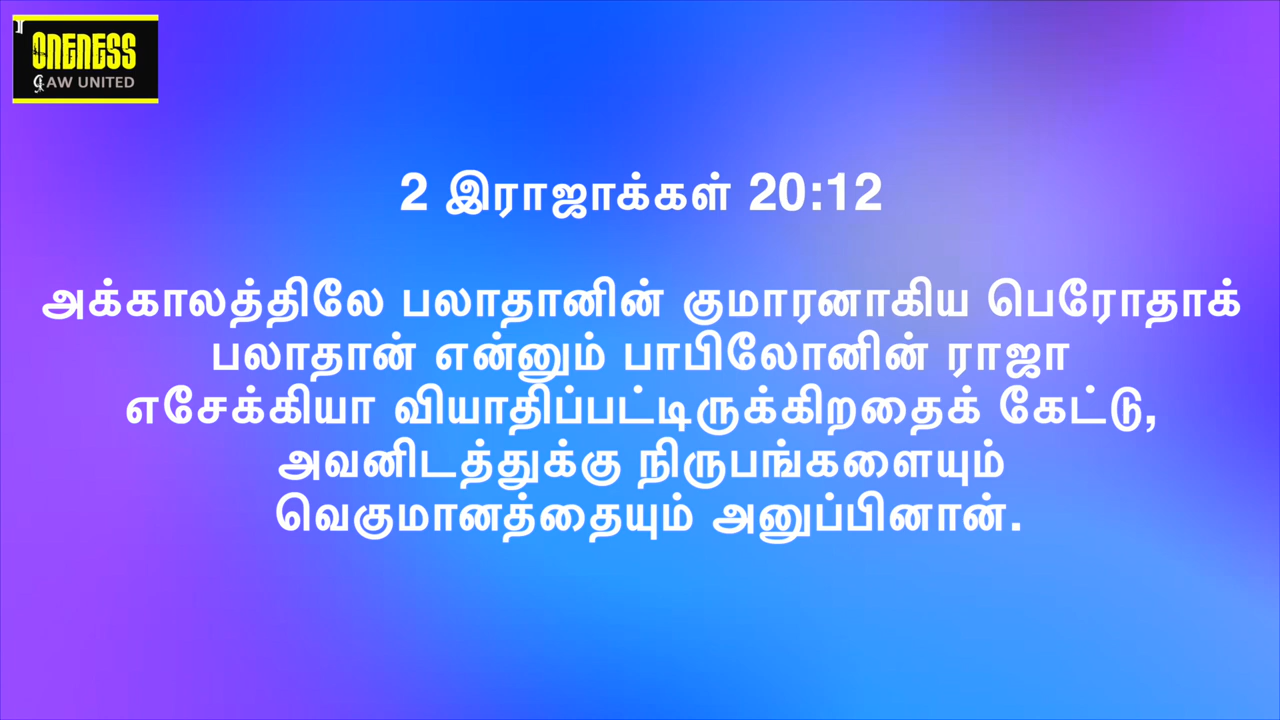 ONENESS
GAW UNITED
2 இராஜாக்கள் 20:12
அக்காலத்திலே பலாதானின் குமாரனாகிய பெரோதாக்
பலாதான் என்னும் பாபிலோனின் ராஜா
எசேக்கியா வியாதிப்பட்டிருக்கிறதைக் கேட்டு,
அவனிடத்துக்கு நிருபங்களையும்
வெகுமானத்தையும் அனுப்பினான்.